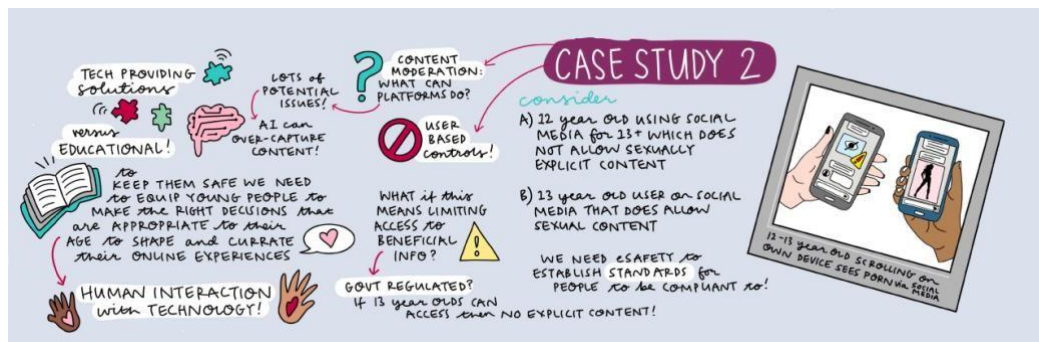 CASE STUDY 2
consider
A) 12 year OLD USING SOCIAL
MEDIA for 13+ WHICH DOES
NOT ALLOW SEXUALLY
EXPLICIT CONTENT
B) 13 year OLD USER on SOCIAL
MEDIA THAT DOES ALLOW
SEXUAL CONTENT
WE NEED eSAFETY to
ESTABLISH STANDARDS for
PEOPLE to be COMPLIANT to!
12-13 year OLD SCROLLING on
OWN DEVICE SEES PORN via SOCIAL
MEDIA
CONTENT
MODERATION:
WHAT CAN
PLATFORMS DO?
LOTS of
POTENTIAL
ISSUES!
AI can
OVER-CAPTURE
CONTENT!
USER
BASED
controls!
WHAT if this
MEANS LIMITING
ACCESS to
BENEFICIAL
INFO?
GOVT REGULATED?
if 13 year olds CAN
ACCESS then NO EXPLICIT CONTENT!
TECH PROVIDING
solutions
versus
EDUCATIONAL!
to
KEEP THEM SAFE WE NEED
to EQUIP YOUNG PEOPLE to
MAKE the RIGHT DECISIONS that
are APPROPRIATE to their
AGE to SHAPE and CURRATE
their ONLINE EXPERIENCES
HUMAN INTERACTION
with TECHNOLOGY!